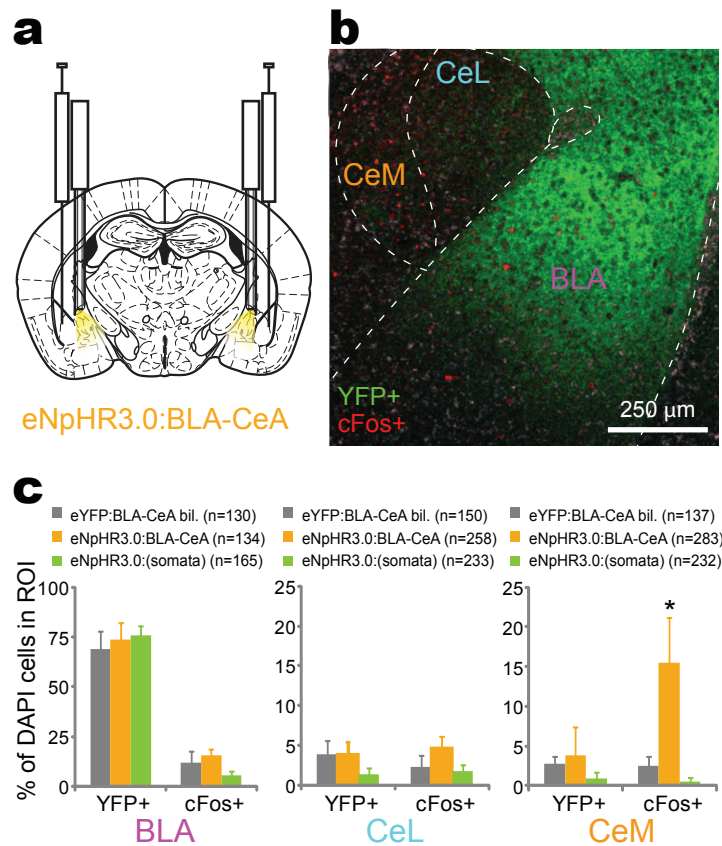 a
eNpHR3.0:BLA-CeA
b
CeL
CeM
BLA
YFP+
cFos+
250 µm
c
eYFP:BLA-CeA bil. (n=130)
eNpHR3.0:BLA-CeA (n=134)
eNpHR3.0:(somata) (n=165)
eYFP:BLA-CeA bil. (n=150)
eNpHR3.0:BLA-CeA (n=258)
eNpHR3.0:(somata) (n=233)
eYFP:BLA-CeA bil. (n=137)
eNpHR3.0:BLA-CeA (n=283)
eNpHR3.0:(somata) (n=232)
% of DAPI cells in ROI
100
75
50
25
0
YFP+ cFos+
BLA
25
20
15
10
5
0
YFP+ cFos+
CeL
25
20
15
10
5
0
*
YFP+ cFos+
CeM